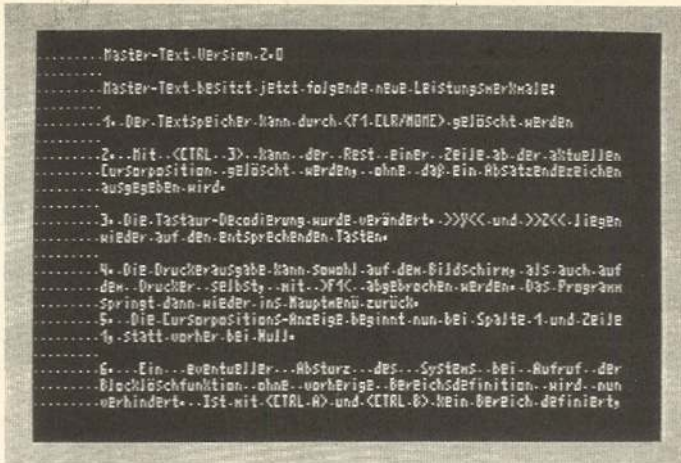 Master-Text Version 2.0
Master-Text besitzt jetzt folgende neue Leistungsmerkmale:
1. Der Textspeicher kann durch <F1 CLR/HOME> gelöscht werden
2. Mit <CTRL 3> kann der Rest einer Zeile ab der aktuellen
Cursorposition gelöscht werden, ohne daß ein Absatzendezeichen
ausgegeben wird.
3. Die Tastaur-Decodierung wurde verändert. >>Y<< und >>Z<< liegen
wieder auf den entsprechenden Tasten.
4. Die Druckerausgabe kann sowohl auf dem Bildschirm, als auch auf
dem Drucker selbst, mit >F1< abgebrochen werden. Das Programm
springt dann wieder ins Hauptmenü zurück.
5. Die Cursorpositions-Anzeige beginnt nun bei Spalte 1 und Zeile
1, statt vorher bei Null.
6. Ein eventueller Absturz des Systems bei Aufruf der
Blocklöschfunktion ohne vorherige Bereichsdefinition wird nun
verhindert. Ist mit <CTRL A> und <CTRL B> kein Bereich definiert,